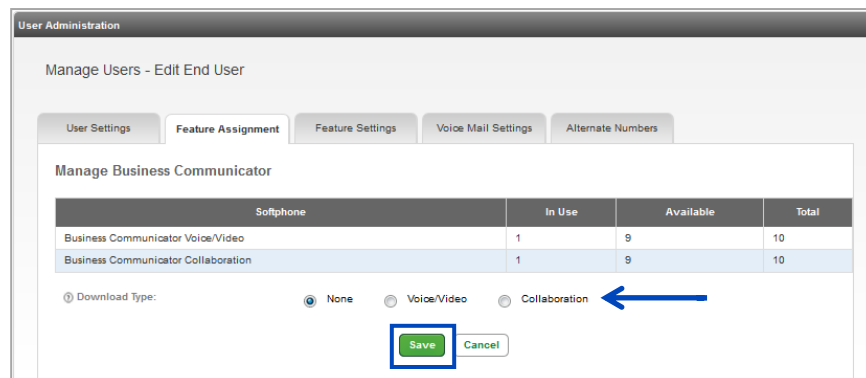 User Administration
Manage Users - Edit End User
User Settings Feature Assignment Feature Settings Voice Mail Settings Alternate Numbers
Manage Business Communicator
Softphone In Use Available Total
Business Communicator Voice/Video 1 9 10
Business Communicator Collaboration 1 9 10
? Download Type: None Voice/Video Collaboration
Save Cancel